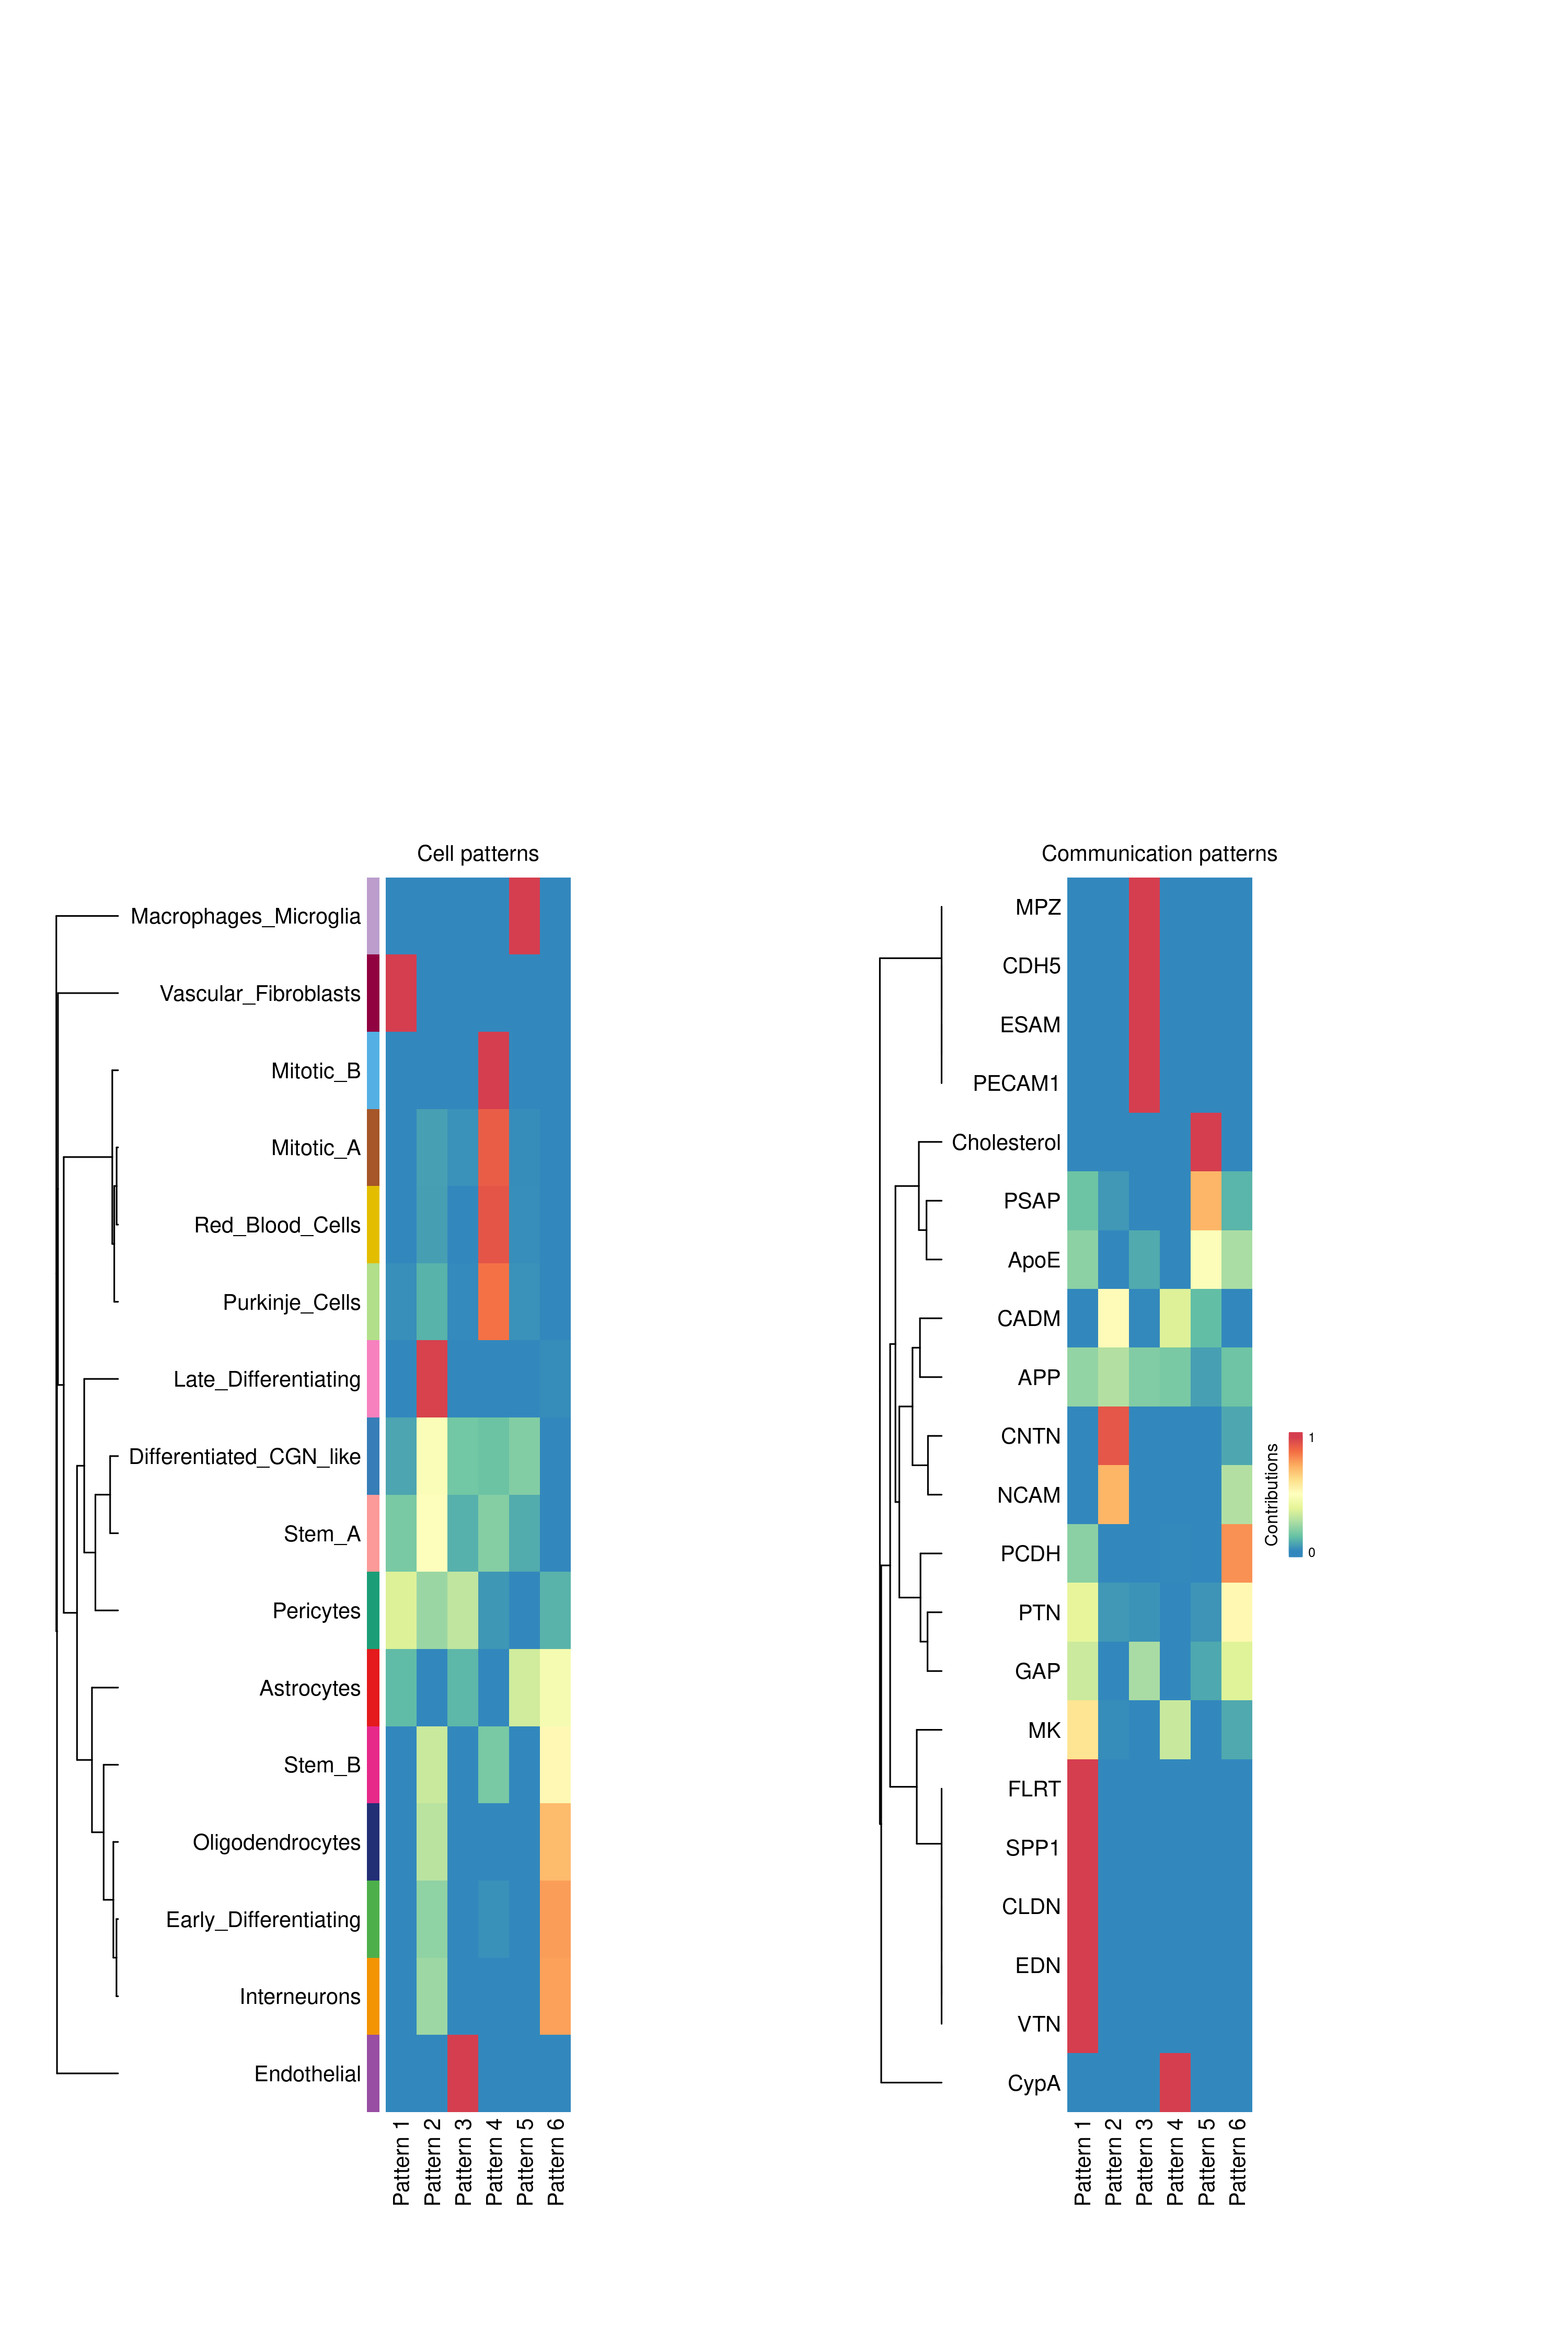 Cell patterns
Macrophages_Microglia
Vascular_Fibroblasts
Mitotic_B
Mitotic_A
Red_Blood_Cells
Purkinje_Cells
Late_Differentiating
Differentiated_CGN_like
Stem_A
Pericytes
Astrocytes
Stem_B
Oligodendrocytes
Early_Differentiating
Interneurons
Endothelial
Pattern 1
Pattern 2
Pattern 3
Pattern 4
Pattern 5
Pattern 6
Communication patterns
MPZ
CDH5
ESAM
PECAM1
Cholesterol
PSAP
ApoE
CADM
APP
CNTN
NCAM
PCDH
PTN
GAP
MK
FLRT
SPP1
CLDN
EDN
VTN
CypA
Pattern 1
Pattern 2
Pattern 3
Pattern 4
Pattern 5
Pattern 6
Contributions
1
0